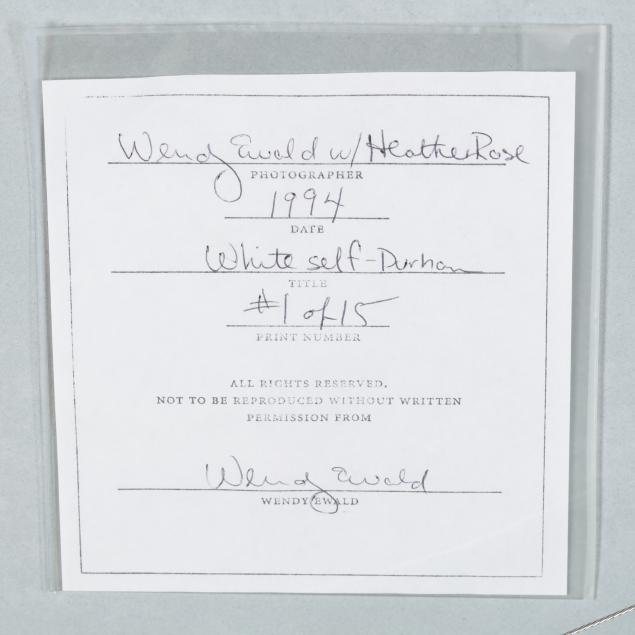 Wendy Ewald w/ Heather Rose
PHOTOGRAPHER
1994
DATE
White self-Durham
TITLE
#1 of 15
PRINT NUMBER
ALL RIGHTS RESERVED.
NOT TO BE REPRODUCED WITHOUT WRITTEN
PERMISSION FROM
Wendy Ewald
WENDY EWALD